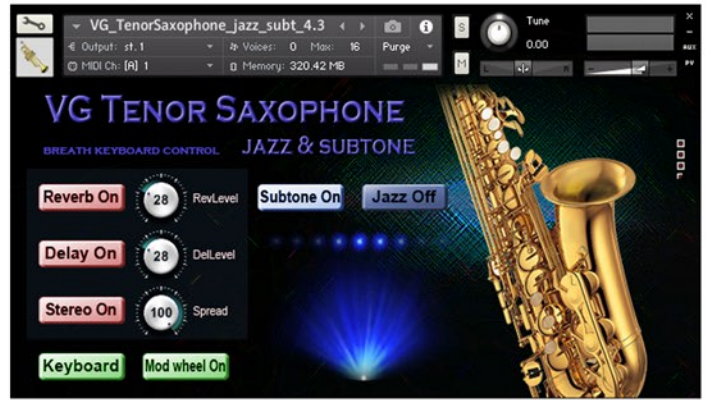 VG_TenorSaxophone_jazz_subt_4.3
Output: st.1 Voices: 0 Max: 16 Purge
MIDI Ch: [A] 1 Memory: 320.42 MB
S
M
Tune
0.00
L R
- +
×
-
AUX
PV
VG TENOR SAXOPHONE
BREATH KEYBOARD CONTROL JAZZ & SUBTONE
Reverb On 28 RevLevel Subtone On Jazz Off
Delay On 28 DelLevel
Stereo On 100 Spread
Keyboard Mod wheel On